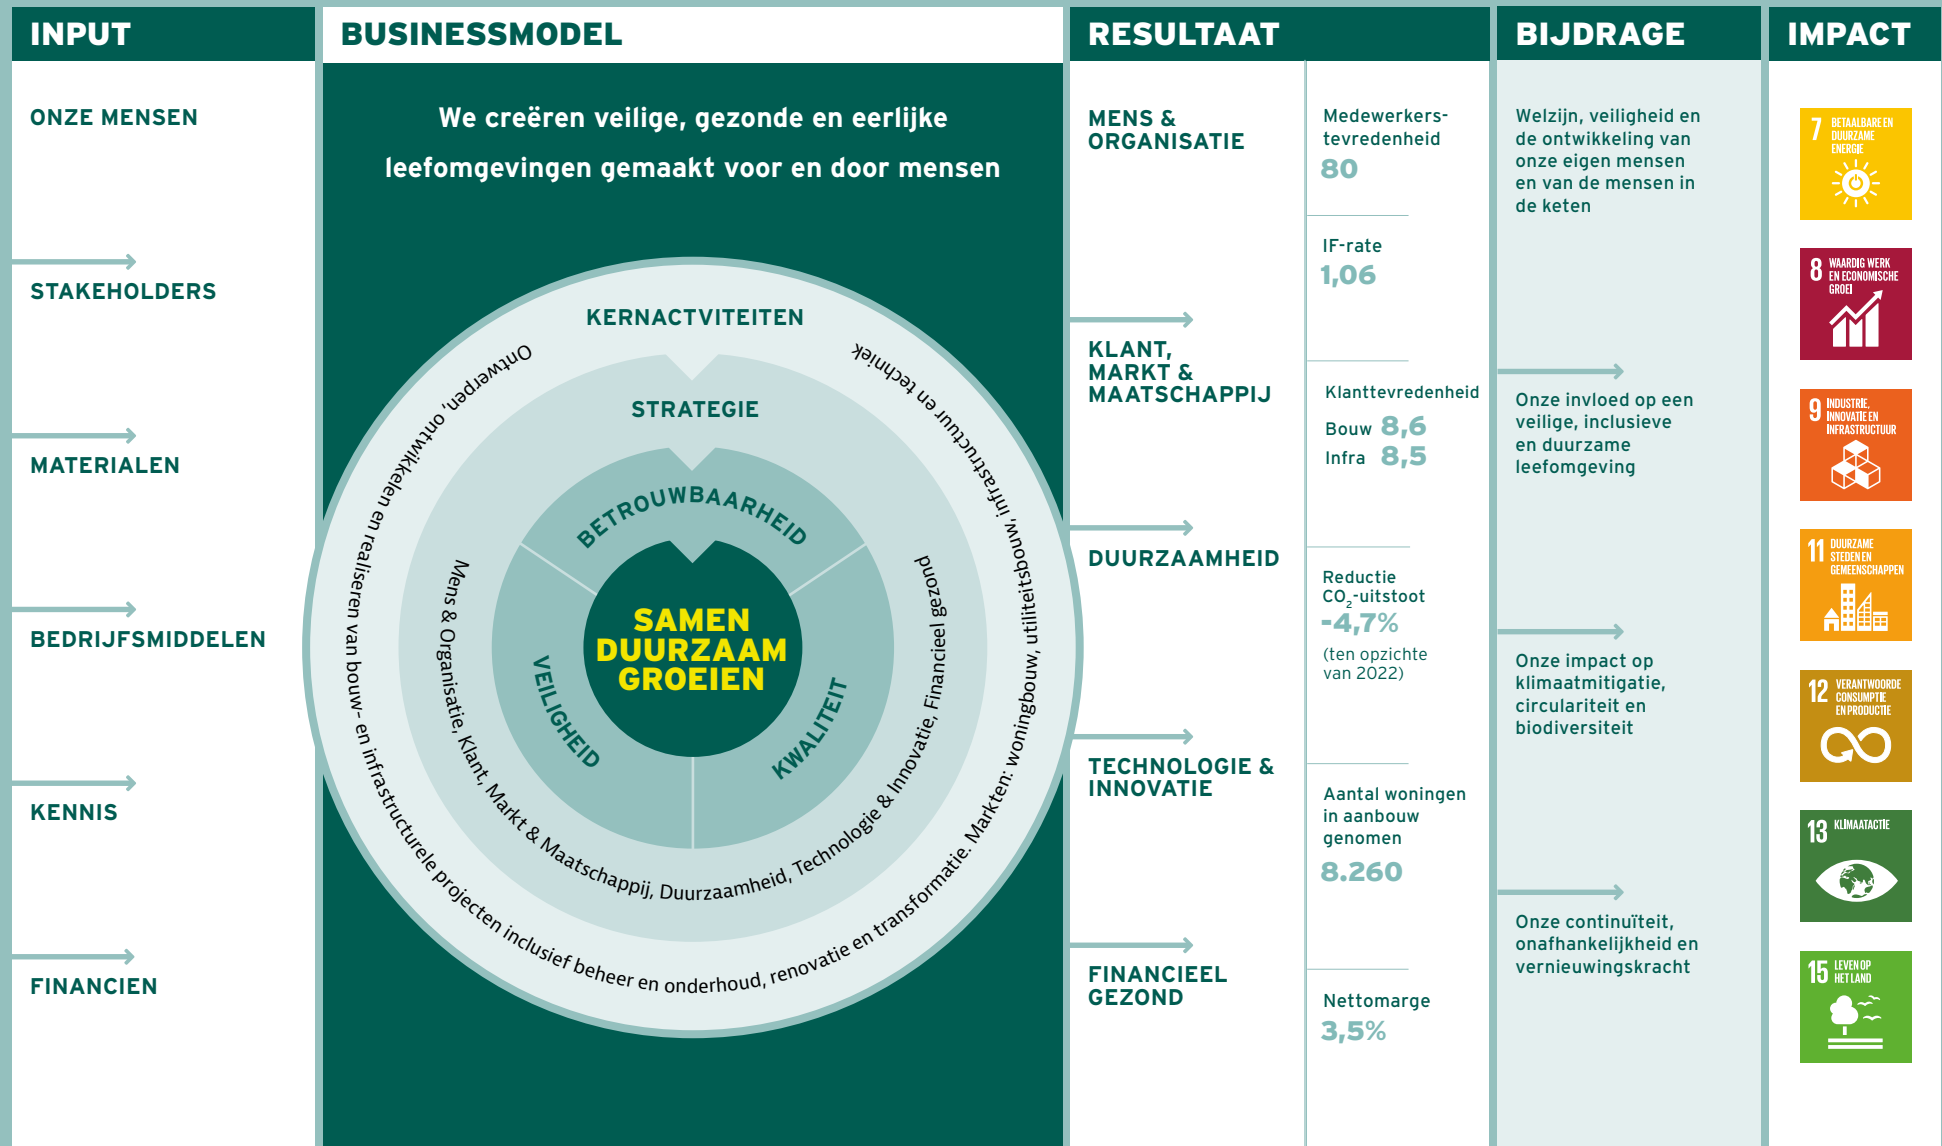 INPUT
ONZE MENSEN
STAKEHOLDERS
MATERIALEN
BEDRIJFSMIDDELEN
KENNIS
FINANCIEN
BUSINESSMODEL
We creëren veilige, gezonde en eerlijke
leefomgevingen gemaakt voor en door mensen
KERNACTVITEITEN
Ontwerpen, ontwikkelen en realiseren van bouw- en infrastructurele projecten inclusief beheer en onderhoud, renovatie en transformatie. Markten: woningbouw, utiliteitsbouw, infrastructuur en techniek
STRATEGIE
Mens & Organisatie, Klant, Markt & Maatschappij, Duurzaamheid, Technologie & Innovatie, Financieel gezond
BETROUWBAARHEID
VEILIGHEID
KWALITEIT
SAMEN
DUURZAAM
GROEIEN
RESULTAAT
MENS &
ORGANISATIE
Medewerkers-
tevredenheid
80
IF-rate
1,06
KLANT,
MARKT &
MAATSCHAPPIJ
Klanttevredenheid
Bouw 8,6
Infra 8,5
DUURZAAMHEID
Reductie
CO₂-uitstoot
-4,7%
(ten opzichte
van 2022)
TECHNOLOGIE &
INNOVATIE
Aantal woningen
in aanbouw
genomen
8.260
FINANCIEEL
GEZOND
Nettomarge
3,5%
BIJDRAGE
Welzijn, veiligheid en
de ontwikkeling van
onze eigen mensen
en van de mensen in
de keten
Onze invloed op een
veilige, inclusieve
en duurzame
leefomgeving
Onze impact op
klimaatmitigatie,
circulariteit en
biodiversiteit
Onze continuïteit,
onafhankelijkheid en
vernieuwingskracht
IMPACT
7 BETAALBARE EN
DUURZAME
ENERGIE
8 WAARDIG WERK
EN ECONOMISCHE
GROEI
9 INDUSTRIE,
INNOVATIE EN
INFRASTRUCTUUR
11 DUURZAME
STEDEN EN
GEMEENSCHAPPEN
12 VERANTWOORDE
CONSUMPTIE
EN PRODUCTIE
13 KLIMAATACTIE
15 LEVEN OP
HET LAND